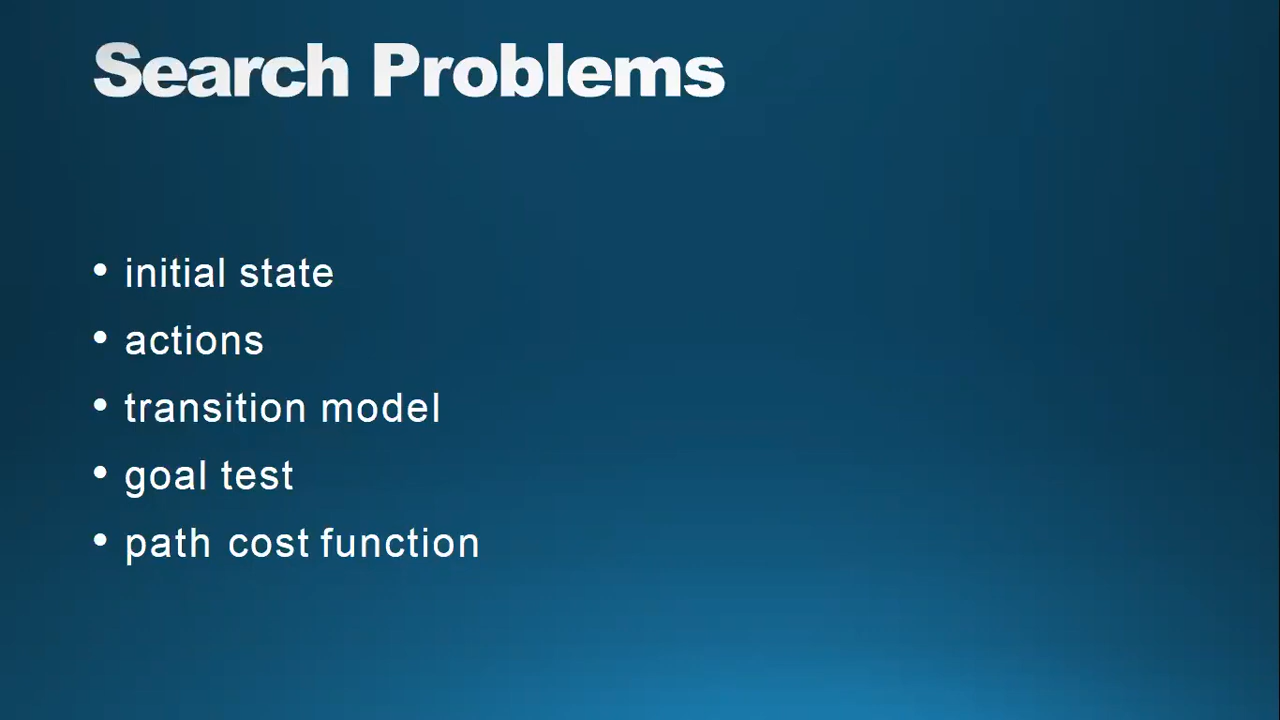 Search Problems
• initial state
• actions
• transition model
• goal test
• path cost function